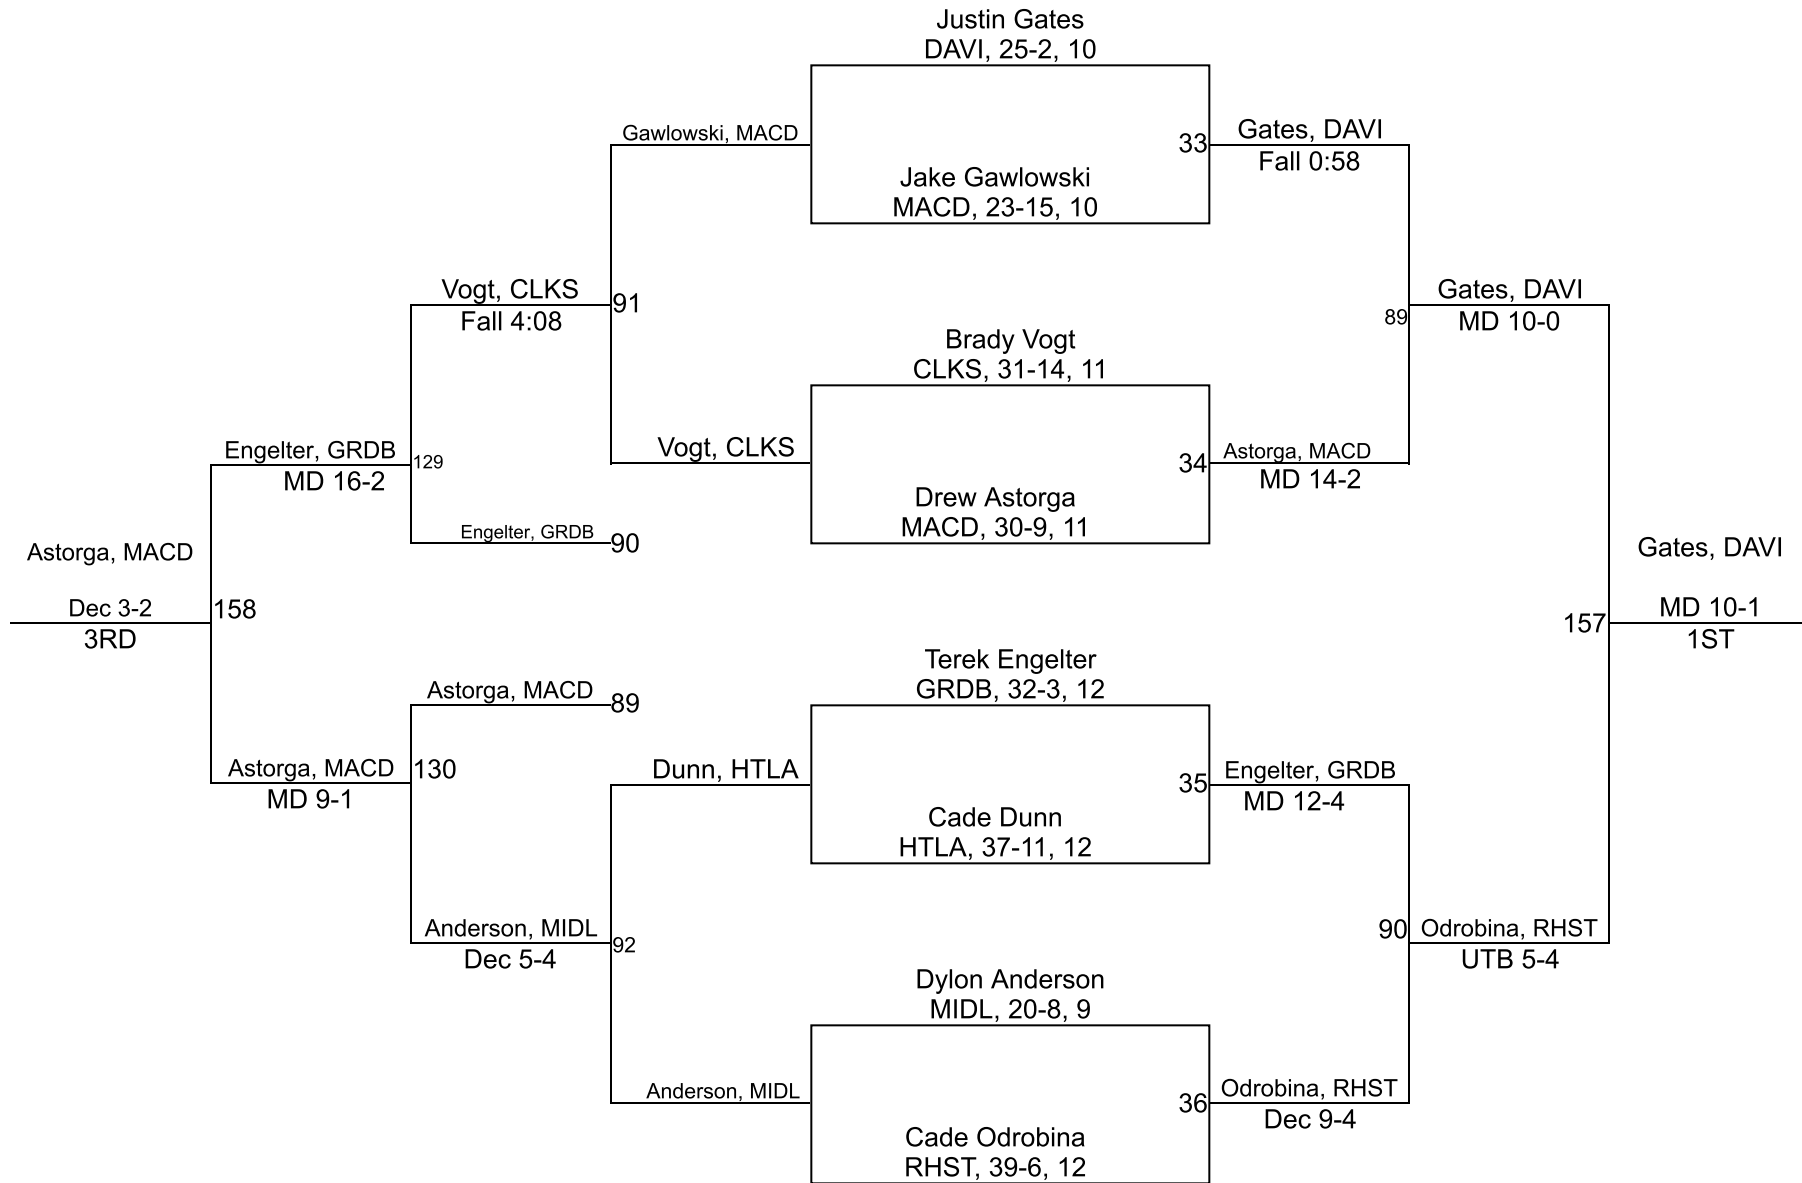 Justin Gates
DAVI, 25-2, 10
Gawlowski, MACD
33
Gates, DAVI
Fall 0:58
Jake Gawlowski
MACD, 23-15, 10
Vogt, CLKS
Fall 4:08
91
89
Gates, DAVI
MD 10-0
Brady Vogt
CLKS, 31-14, 11
Engelter, GRDB
MD 16-2
129
Vogt, CLKS
34
Astorga, MACD
MD 14-2
Drew Astorga
MACD, 30-9, 11
Engelter, GRDB
90
Astorga, MACD
Dec 3-2
3RD
158
Gates, DAVI
157
MD 10-1
1ST
Terek Engelter
GRDB, 32-3, 12
Astorga, MACD
89
Astorga, MACD
MD 9-1
130
Dunn, HTLA
35
Engelter, GRDB
MD 12-4
Cade Dunn
HTLA, 37-11, 12
Anderson, MIDL
Dec 5-4
92
90
Odrobina, RHST
UTB 5-4
Dylon Anderson
MIDL, 20-8, 9
Anderson, MIDL
36
Odrobina, RHST
Dec 9-4
Cade Odrobina
RHST, 39-6, 12